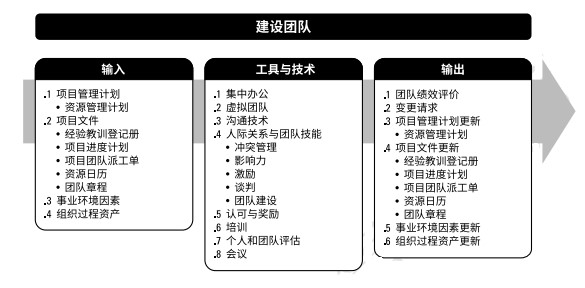 建设团队
输入
.1 项目管理计划
• 资源管理计划
.2 项目文件
• 经验教训登记册
• 项目进度计划
• 项目团队派工单
• 资源日历
• 团队章程
.3 事业环境因素
.4 组织过程资产
工具与技术
.1 集中办公
.2 虚拟团队
.3 沟通技术
.4 人际关系与团队技能
• 冲突管理
• 影响力
• 激励
• 谈判
• 团队建设
.5 认可与奖励
.6 培训
.7 个人和团队评估
.8 会议
输出
.1 团队绩效评价
.2 变更请求
.3 项目管理计划更新
• 资源管理计划
.4 项目文件更新
• 经验教训登记册
• 项目进度计划
• 项目团队派工单
• 资源日历
• 团队章程
.5 事业环境因素更新
.6 组织过程资产更新